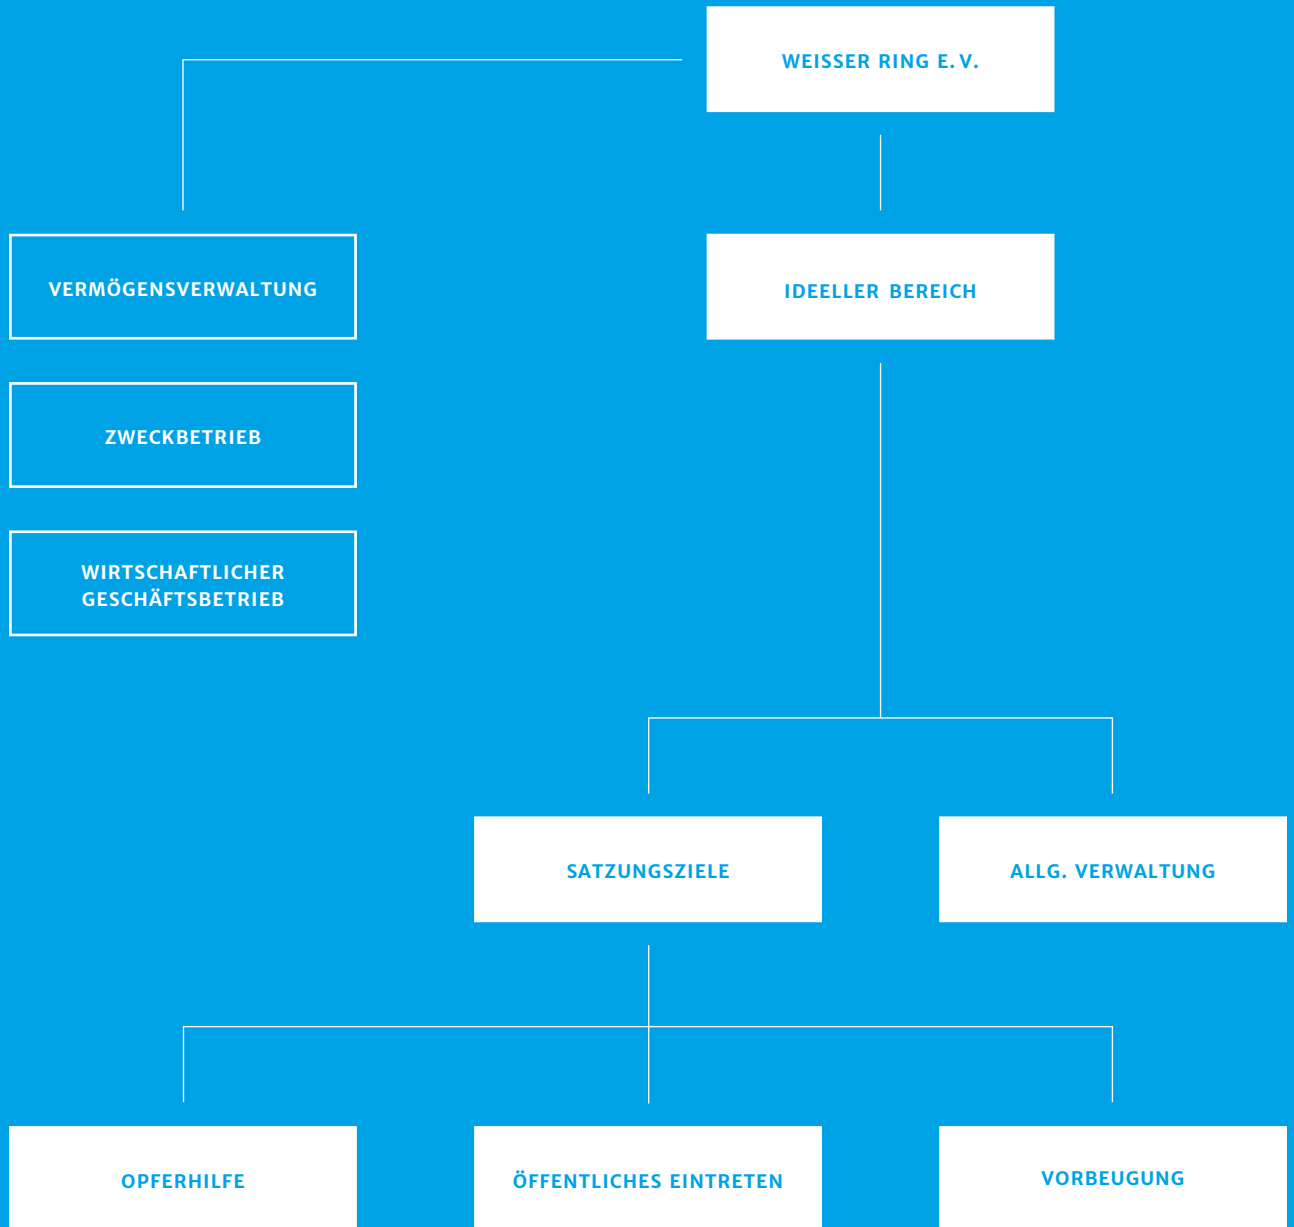 WEISSER RING E. V.
VERMÖGENSVERWALTUNG
IDEELLER BEREICH
ZWECKBETRIEB
WIRTSCHAFTLICHER
GESCHÄFTSBETRIEB
SATZUNGSZIELE
ALLG. VERWALTUNG
OPFERHILFE
ÖFFENTLICHES EINTRETEN
VORBEUGUNG